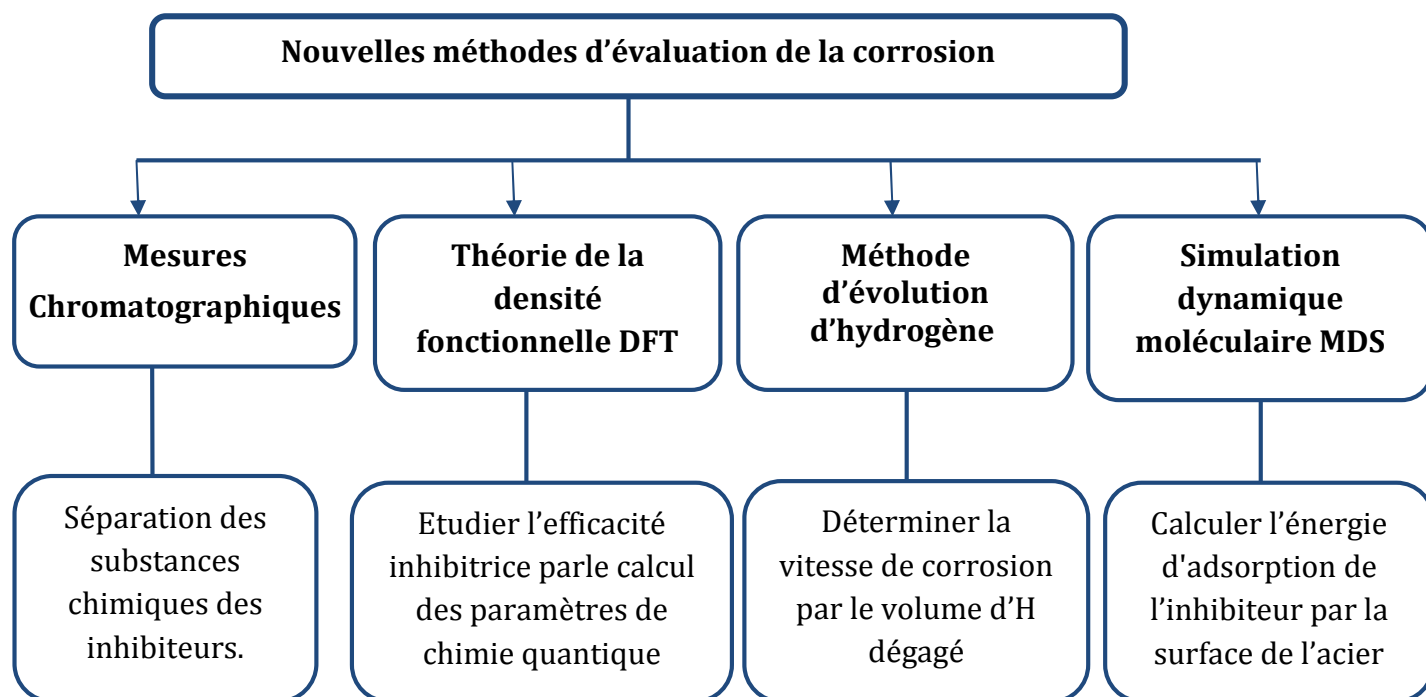 Nouvelles méthodes d’évaluation de la corrosion
Mesures
Chromatographiques
Théorie de la
densité
fonctionnelle DFT
Méthode
d’évolution
d’hydrogène
Simulation
dynamique
moléculaire MDS
Séparation des
substances
chimiques des
inhibiteurs.
Etudier l’efficacité
inhibitrice parle calcul
des paramètres de
chimie quantique
Déterminer la
vitesse de corrosion
par le volume d’H
dégagé
Calculer l’énergie
d'adsorption de
l’inhibiteur par la
surface de l’acier